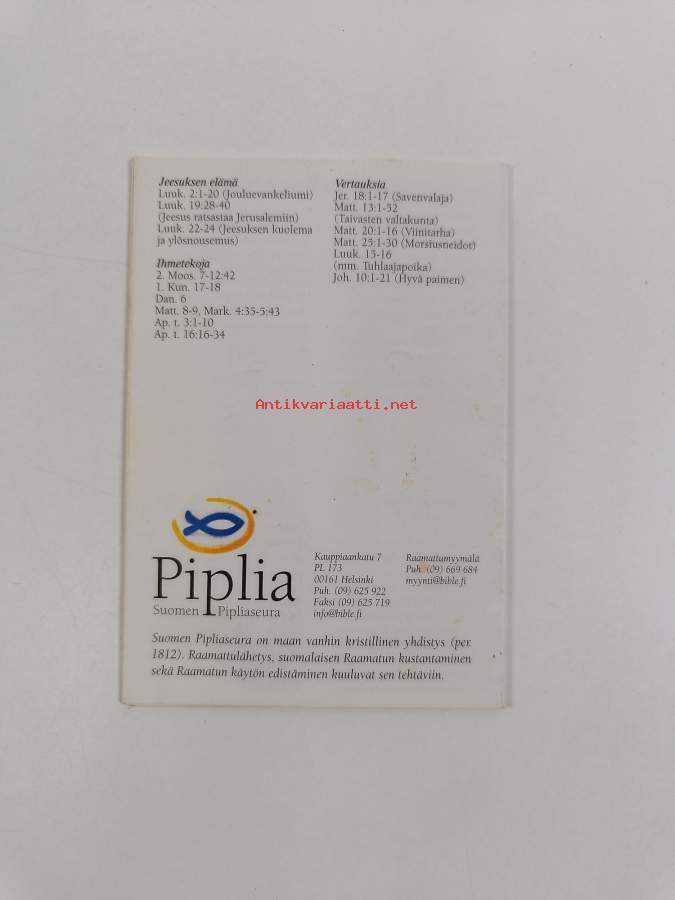 Jeesuksen elämä
Luuk. 2:1-20 (Jouluevankeliumi)
Luuk. 19:28-40
(Jeesus ratsastaa Jerusalemiin)
Luuk. 22-24 (Jeesuksen kuolema
ja ylösnousemus)
Ihmetekoja
2. Moos. 7-12:42
1. Kun. 17-18
Dan. 6
Matt. 8-9, Mark. 4:35-5:43
Ap. t. 3:1-10
Ap. t. 16:16-34
Vertauksia
Jer. 18:1-17 (Savenvalaja)
Matt. 13:1-52
(Taivasten valtakunta)
Matt. 20:1-16 (Viinitarha)
Matt. 25:1-30 (Morsiusneidot)
Luuk. 15-16
(mm. Tuhlaajapoika)
Joh. 10:1-21 (Hyvä paimen)
Antikvariaatti.net
Piplia
Suomen Pipliaseura
Kauppiaankatu 7
PL 173
00161 Helsinki
Puh. (09) 625 922
Faksi (09) 625 719
info@bible.fi
Raamattumyymälä
Puh. (09) 669 684
myynti@bible.fi
Suomen Pipliaseura on maan vanhin kristillinen yhdistys (per.
1812). Raamattulähetys, suomalaisen Raamatun kustantaminen
sekä Raamatun käytön edistäminen kuuluvat sen tehtäviin.